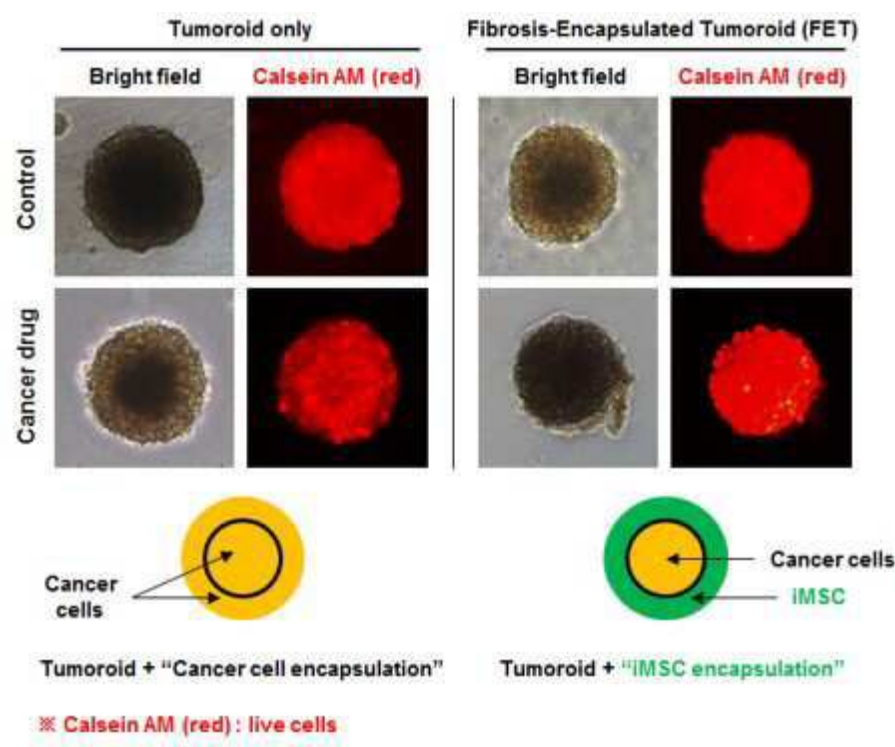 Tumoroid only
Fibrosis-Encapsulated Tumoroid (FET)
Bright field
Calsein AM (red)
Bright field
Calsein AM (red)
Control
Cancer drug
Cancer cells
Cancer
cells
iMSC
Tumoroid + “Cancer cell encapsulation”
Tumoroid + “iMSC encapsulation”
※ Calsein AM (red) : live cells